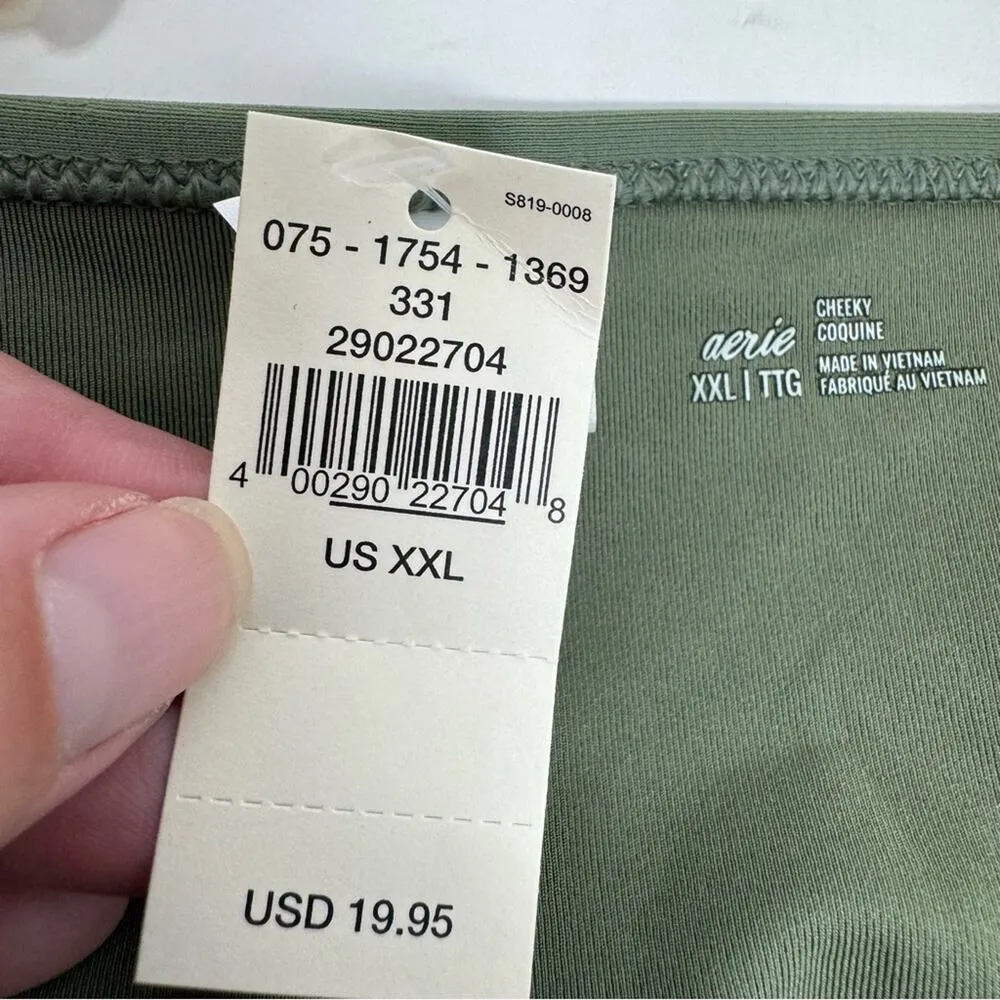 S819-0008
075 - 1754 - 1369
331
29022704
4 00290 22704 8
US XXL
USD 19.95
aerie
XXL | TTG
CHEEKY
COQUINE
MADE IN VIETNAM
FABRIQUÉ AU VIETNAM